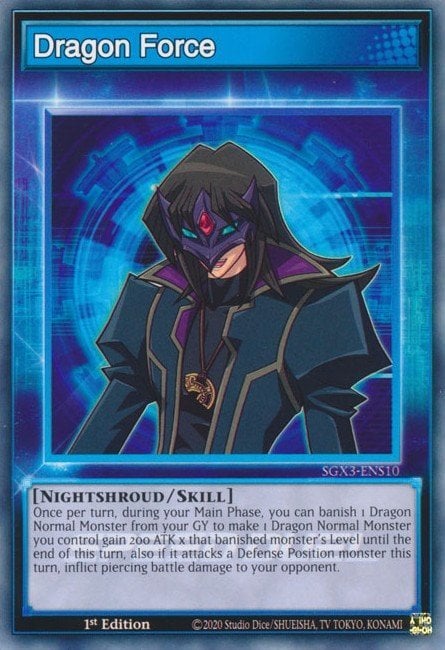 Dragon Force
SGX3-ENS10
[NIGHTSHROUD/SKILL]
Once per turn, during your Main Phase, you can banish 1 Dragon
Normal Monster from your GY to make 1 Dragon Normal Monster
you control gain 200 ATK x that banished monster's Level until the
end of this turn, also if it attacks a Defense Position monster this
turn, inflict piercing battle damage to your opponent.
1st Edition
©2020 Studio Dice/SHUEISHA, TV TOKYO, KONAMI